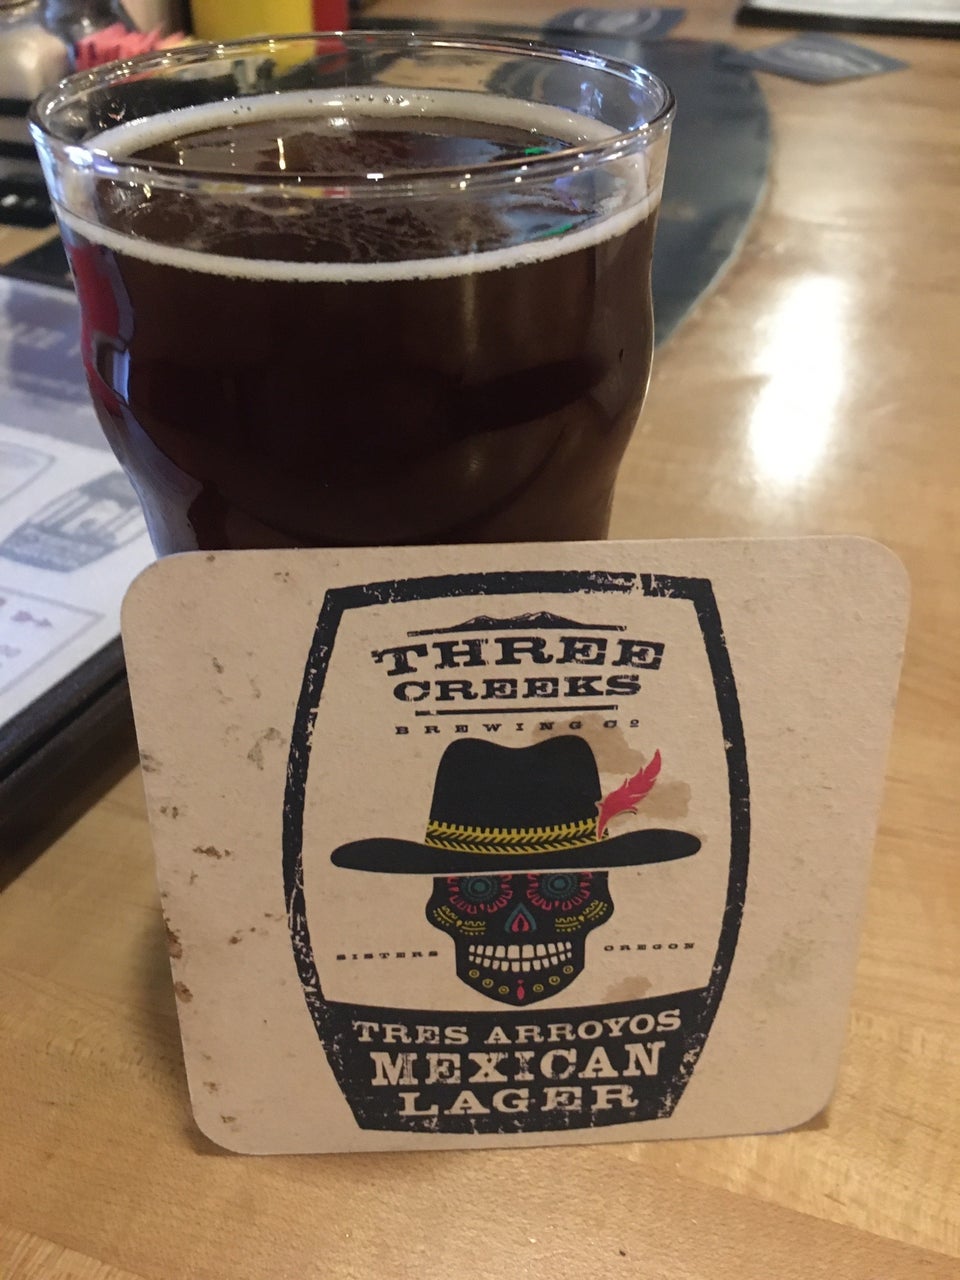 THREE
CREEKS
BREWING Cº
SISTERS OREGON
TRES ARROYOS
MEXICAN
LAGER